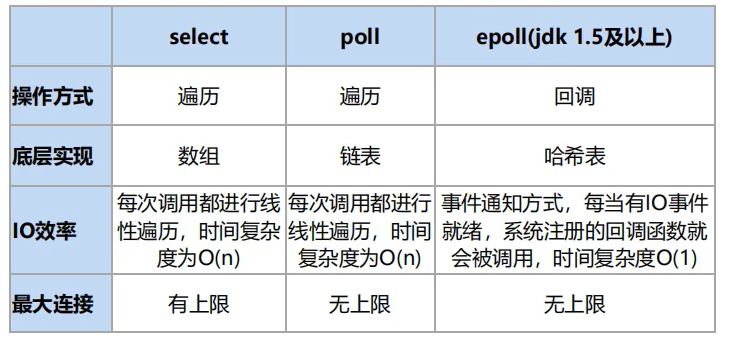 select poll epoll(jdk 1.5及以上)
操作方式 遍历 遍历 回调
底层实现 数组 链表 哈希表
IO效率
每次调用都进行线
性遍历，时间复杂
度为O(n)
每次调用都进行
线性遍历，时间
复杂度为O(n)
事件通知方式，每当有IO事件
就绪，系统注册的回调函数就
会被调用，时间复杂度O(1)
最大连接 有上限 无上限 无上限